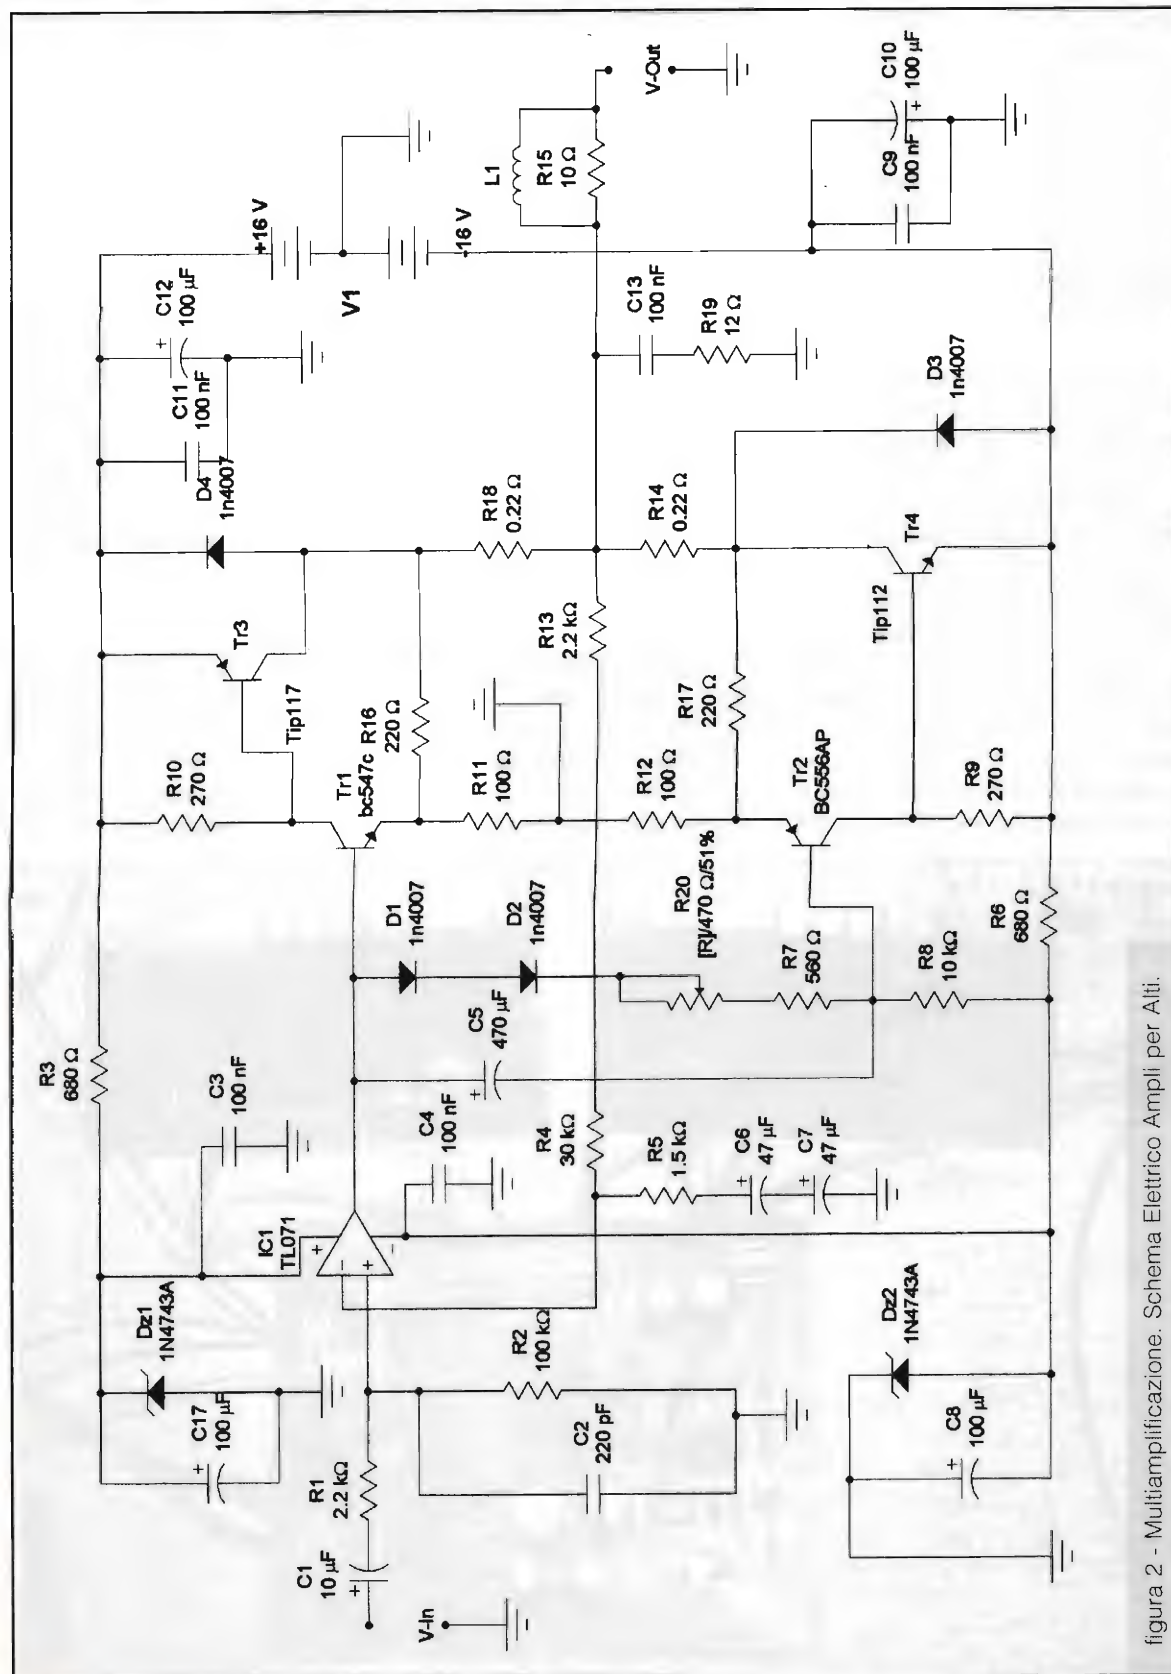 R3
680 Ω
R10
270 Ω
Tr3
Tip117
D4
1n4007
C11
100 nF
C12
100 µF
+
+16 V
V1
-16 V
Dz1
1N4743A
C17
100 µF
+
C3
100 nF
IC1
TL071
+
-
-
+
C4
100 nF
D1
1n4007
D2
1n4007
C5
470 µF
+
Tr1
bc547c
R16
220 Ω
R11
100 Ω
R18
0.22 Ω
L1
R15
10 Ω
V-Out
C1
10 µF
+
V-In
R1
2.2 kΩ
R2
100 kΩ
C2
220 pF
R4
30 kΩ
R5
1.5 kΩ
C6
47 µF
+
C7
47 µF
+
R13
2.2 kΩ
R12
100 Ω
R20
[R]/470 Ω/51%
R7
560 Ω
R8
10 kΩ
Tr2
BC556AP
R17
220 Ω
R14
0.22 Ω
C13
100 nF
R19
12 Ω
D3
1n4007
Tr4
Tip112
R9
270 Ω
R6
680 Ω
C9
100 nF
C10
100 µF
+
Dz2
1N4743A
C8
100 µF
+
figura 2 - Multiamplificazione. Schema Elettrico Ampli per Alti.